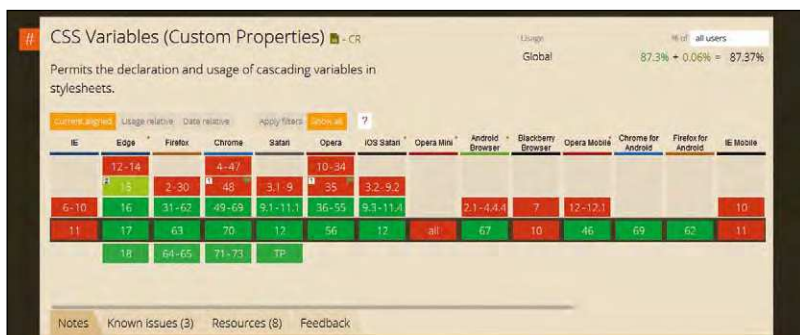 #
CSS Variables (Custom Properties) - CR
Usage % of all users
Global 87.3% + 0.06% = 87.37%
Permits the declaration and usage of cascading variables in
stylesheets.
Current aligned Usage relative Date relative Apply filters Show all ?
IE Edge * Firefox Chrome Safari Opera iOS Safari * Opera Mini * Android Browser * Blackberry Browser Opera Mobile * Chrome for Android Firefox for Android IE Mobile
12-14 4-47 10-34
2 15 2-30 1 48 3.1-9 1 35 3.2-9.2
6-10 16 31-62 49-69 9.1-11.1 36-55 9.3-11.4 2.1-4.4.4 7 12-12.1 10
11 17 63 70 12 56 12 all 67 10 46 69 62 11
18 64-65 71-73 TP
Notes Known issues (3) Resources (8) Feedback